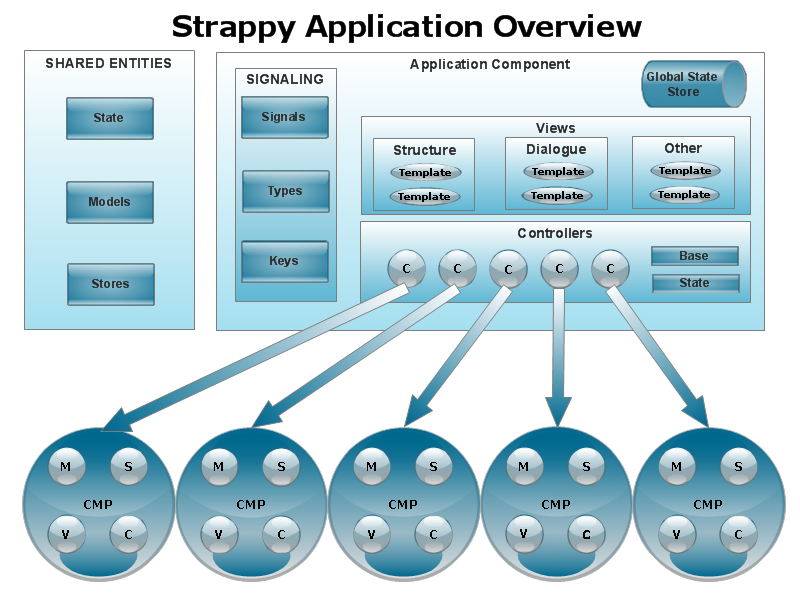 Strappy Application Overview
SHARED ENTITIES
State
Models
Stores
SIGNALING
Signals
Types
Keys
Application Component
Global State
Store
Views
Structure
Template
Template
Dialogue
Template
Template
Other
Template
Template
Controllers
C
C
C
C
C
Base
State
M
S
CMP
V
C
M
S
CMP
V
C
M
S
CMP
V
C
M
S
CMP
V
C
M
S
CMP
V
C